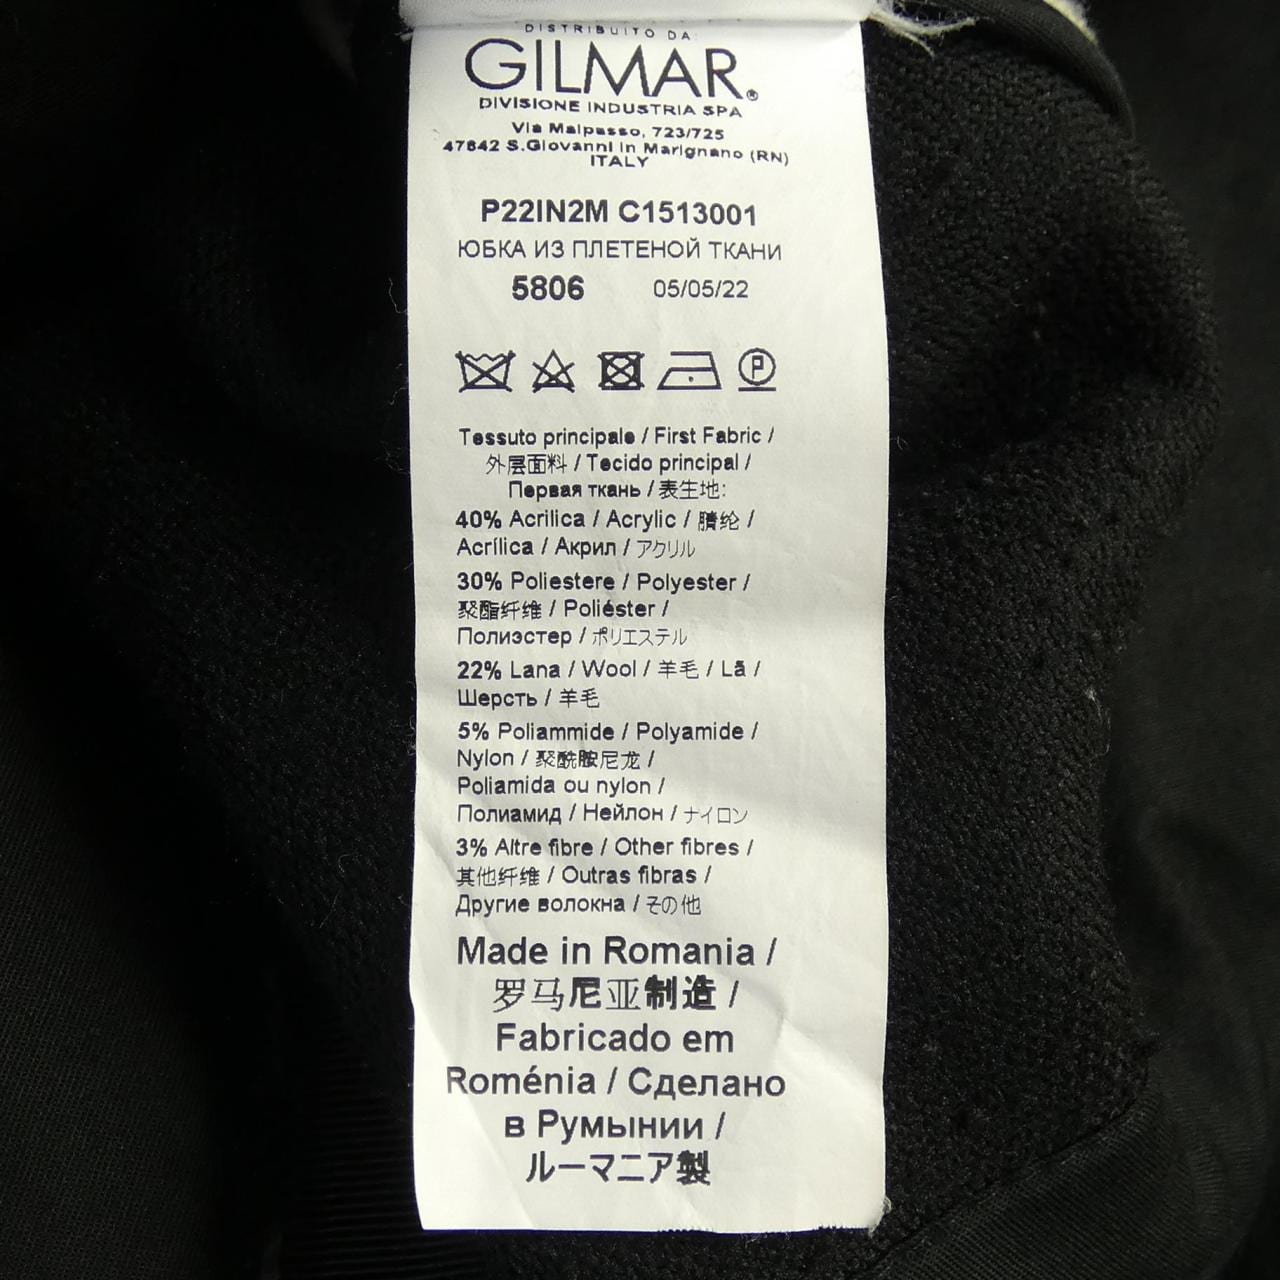 DISTRIBUITO DA:
GILMAR®
DIVISIONE INDUSTRIA SPA
Via Malpasso, 723/725
47842 S.Giovanni in Marignano (RN)
ITALY
P22IN2M C1513001
ЮБКА ИЗ ПЛЕТЕНОЙ ТКАНИ
5806 05/05/22
P
Tessuto principale / First Fabric /
外层面料 / Tecido principal /
Первая ткань / 表生地:
40% Acrilica / Acrylic / 腈纶 /
Acrílica / Акрил / アクリル
30% Poliestere / Polyester /
聚酯纤维 / Poliéster /
Полиэстер / ポリエステル
22% Lana / Wool / 羊毛 / Lã /
Шерсть / 羊毛
5% Poliammide / Polyamide /
Nylon / 聚酰胺尼龙 /
Poliamida ou nylon /
Полиамид / Нейлон / ナイロン
3% Altre fibre / Other fibres /
其他纤维 / Outras fibras /
Другие волокна / その他
Made in Romania /
罗马尼亚制造 /
Fabricado em
Roménia / Сделано
в Румынии /
ルーマニア製